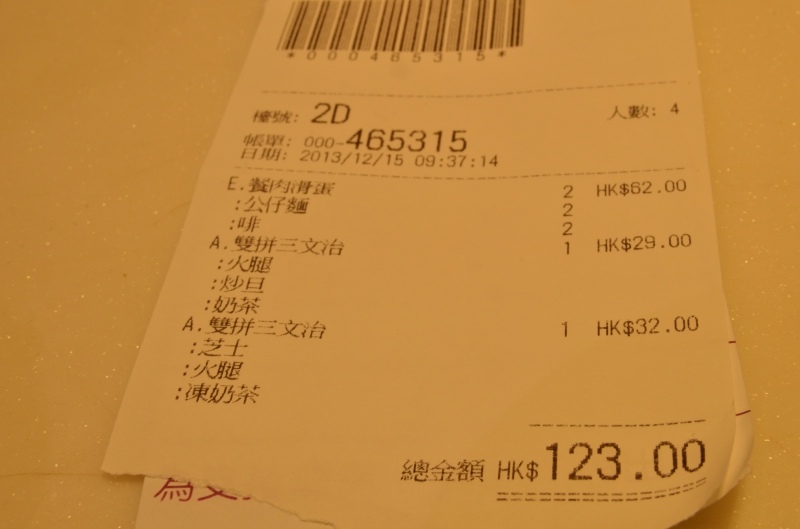 *000465315*
檯號: 2D 人數: 4
帳單: 000-465315
日期: 2013/12/15 09:37:14
E.餐肉滑蛋 2 HK$62.00
:公仔麵 2
:啡 2
A.雙拼三文治 1 HK$29.00
:火腿
:炒旦
:奶茶
A.雙拼三文治 1 HK$32.00
:芝士
:火腿
:凍奶茶
總金額 HK$123.00